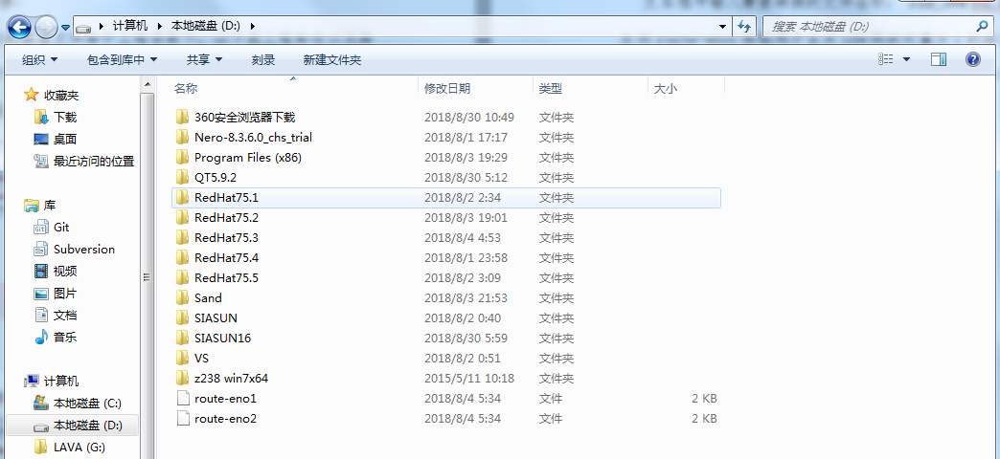 计算机 本地磁盘 (D:)
搜索 本地磁盘 (D:)
组织 包含到库中 共享 刻录 新建文件夹
收藏夹
下载
桌面
最近访问的位置
库
Git
Subversion
视频
图片
文档
音乐
计算机
本地磁盘 (C:)
本地磁盘 (D:)
LAVA (G:)
名称 修改日期 类型 大小
360安全浏览器下载 2018/8/30 10:49 文件夹
Nero-8.3.6.0_chs_trial 2018/8/1 17:17 文件夹
Program Files (x86) 2018/8/3 19:29 文件夹
QT5.9.2 2018/8/30 5:12 文件夹
RedHat75.1 2018/8/2 2:34 文件夹
RedHat75.2 2018/8/3 19:01 文件夹
RedHat75.3 2018/8/4 4:53 文件夹
RedHat75.4 2018/8/1 23:58 文件夹
RedHat75.5 2018/8/2 3:09 文件夹
Sand 2018/8/3 21:53 文件夹
SIASUN 2018/8/2 0:40 文件夹
SIASUN16 2018/8/30 5:59 文件夹
VS 2018/8/2 0:51 文件夹
z238 win7x64 2015/5/11 10:18 文件夹
route-eno1 2018/8/4 5:34 文件 2 KB
route-eno2 2018/8/4 5:34 文件 2 KB